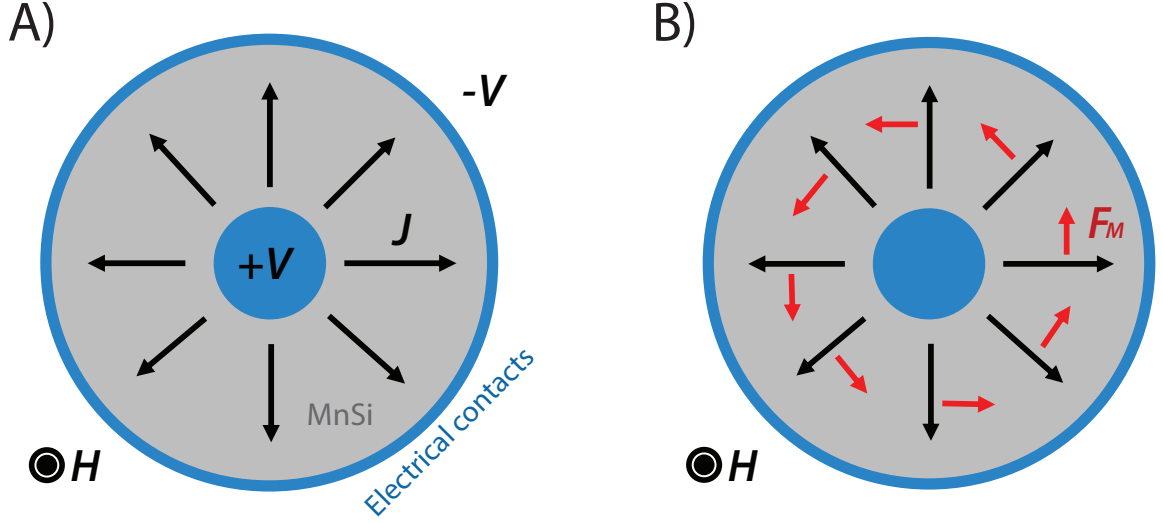 A)
-V
J
+V
MnSi
Electrical contacts
H
B)
FM
H